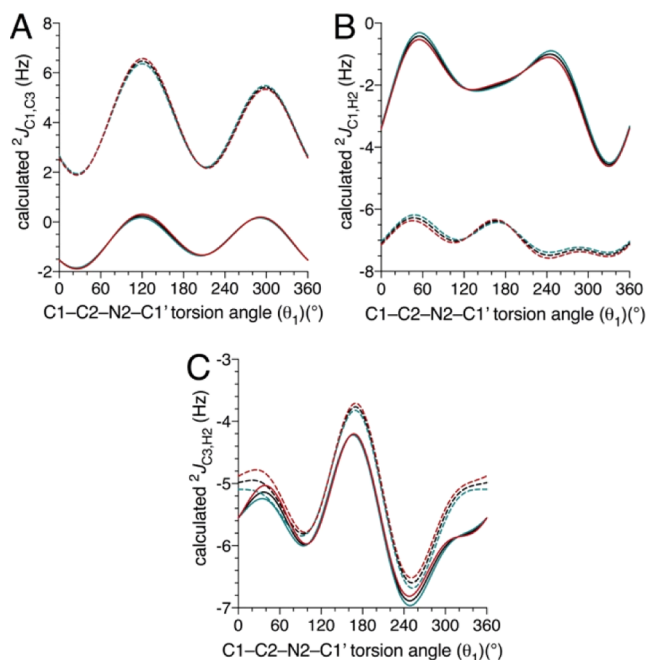 A
calculated ²J_C1,C3 (Hz)
8
6
4
2
0
-2
0 60 120 180 240 300 360
C1–C2–N2–C1' torsion angle (θ₁)(°)
B
calculated ²J_C1,H2 (Hz)
0
-2
-4
-6
-8
0 60 120 180 240 300 360
C1–C2–N2–C1' torsion angle (θ₁)(°)
C
calculated ²J_C3,H2 (Hz)
-3
-4
-5
-6
-7
0 60 120 180 240 300 360
C1–C2–N2–C1' torsion angle (θ₁)(°)